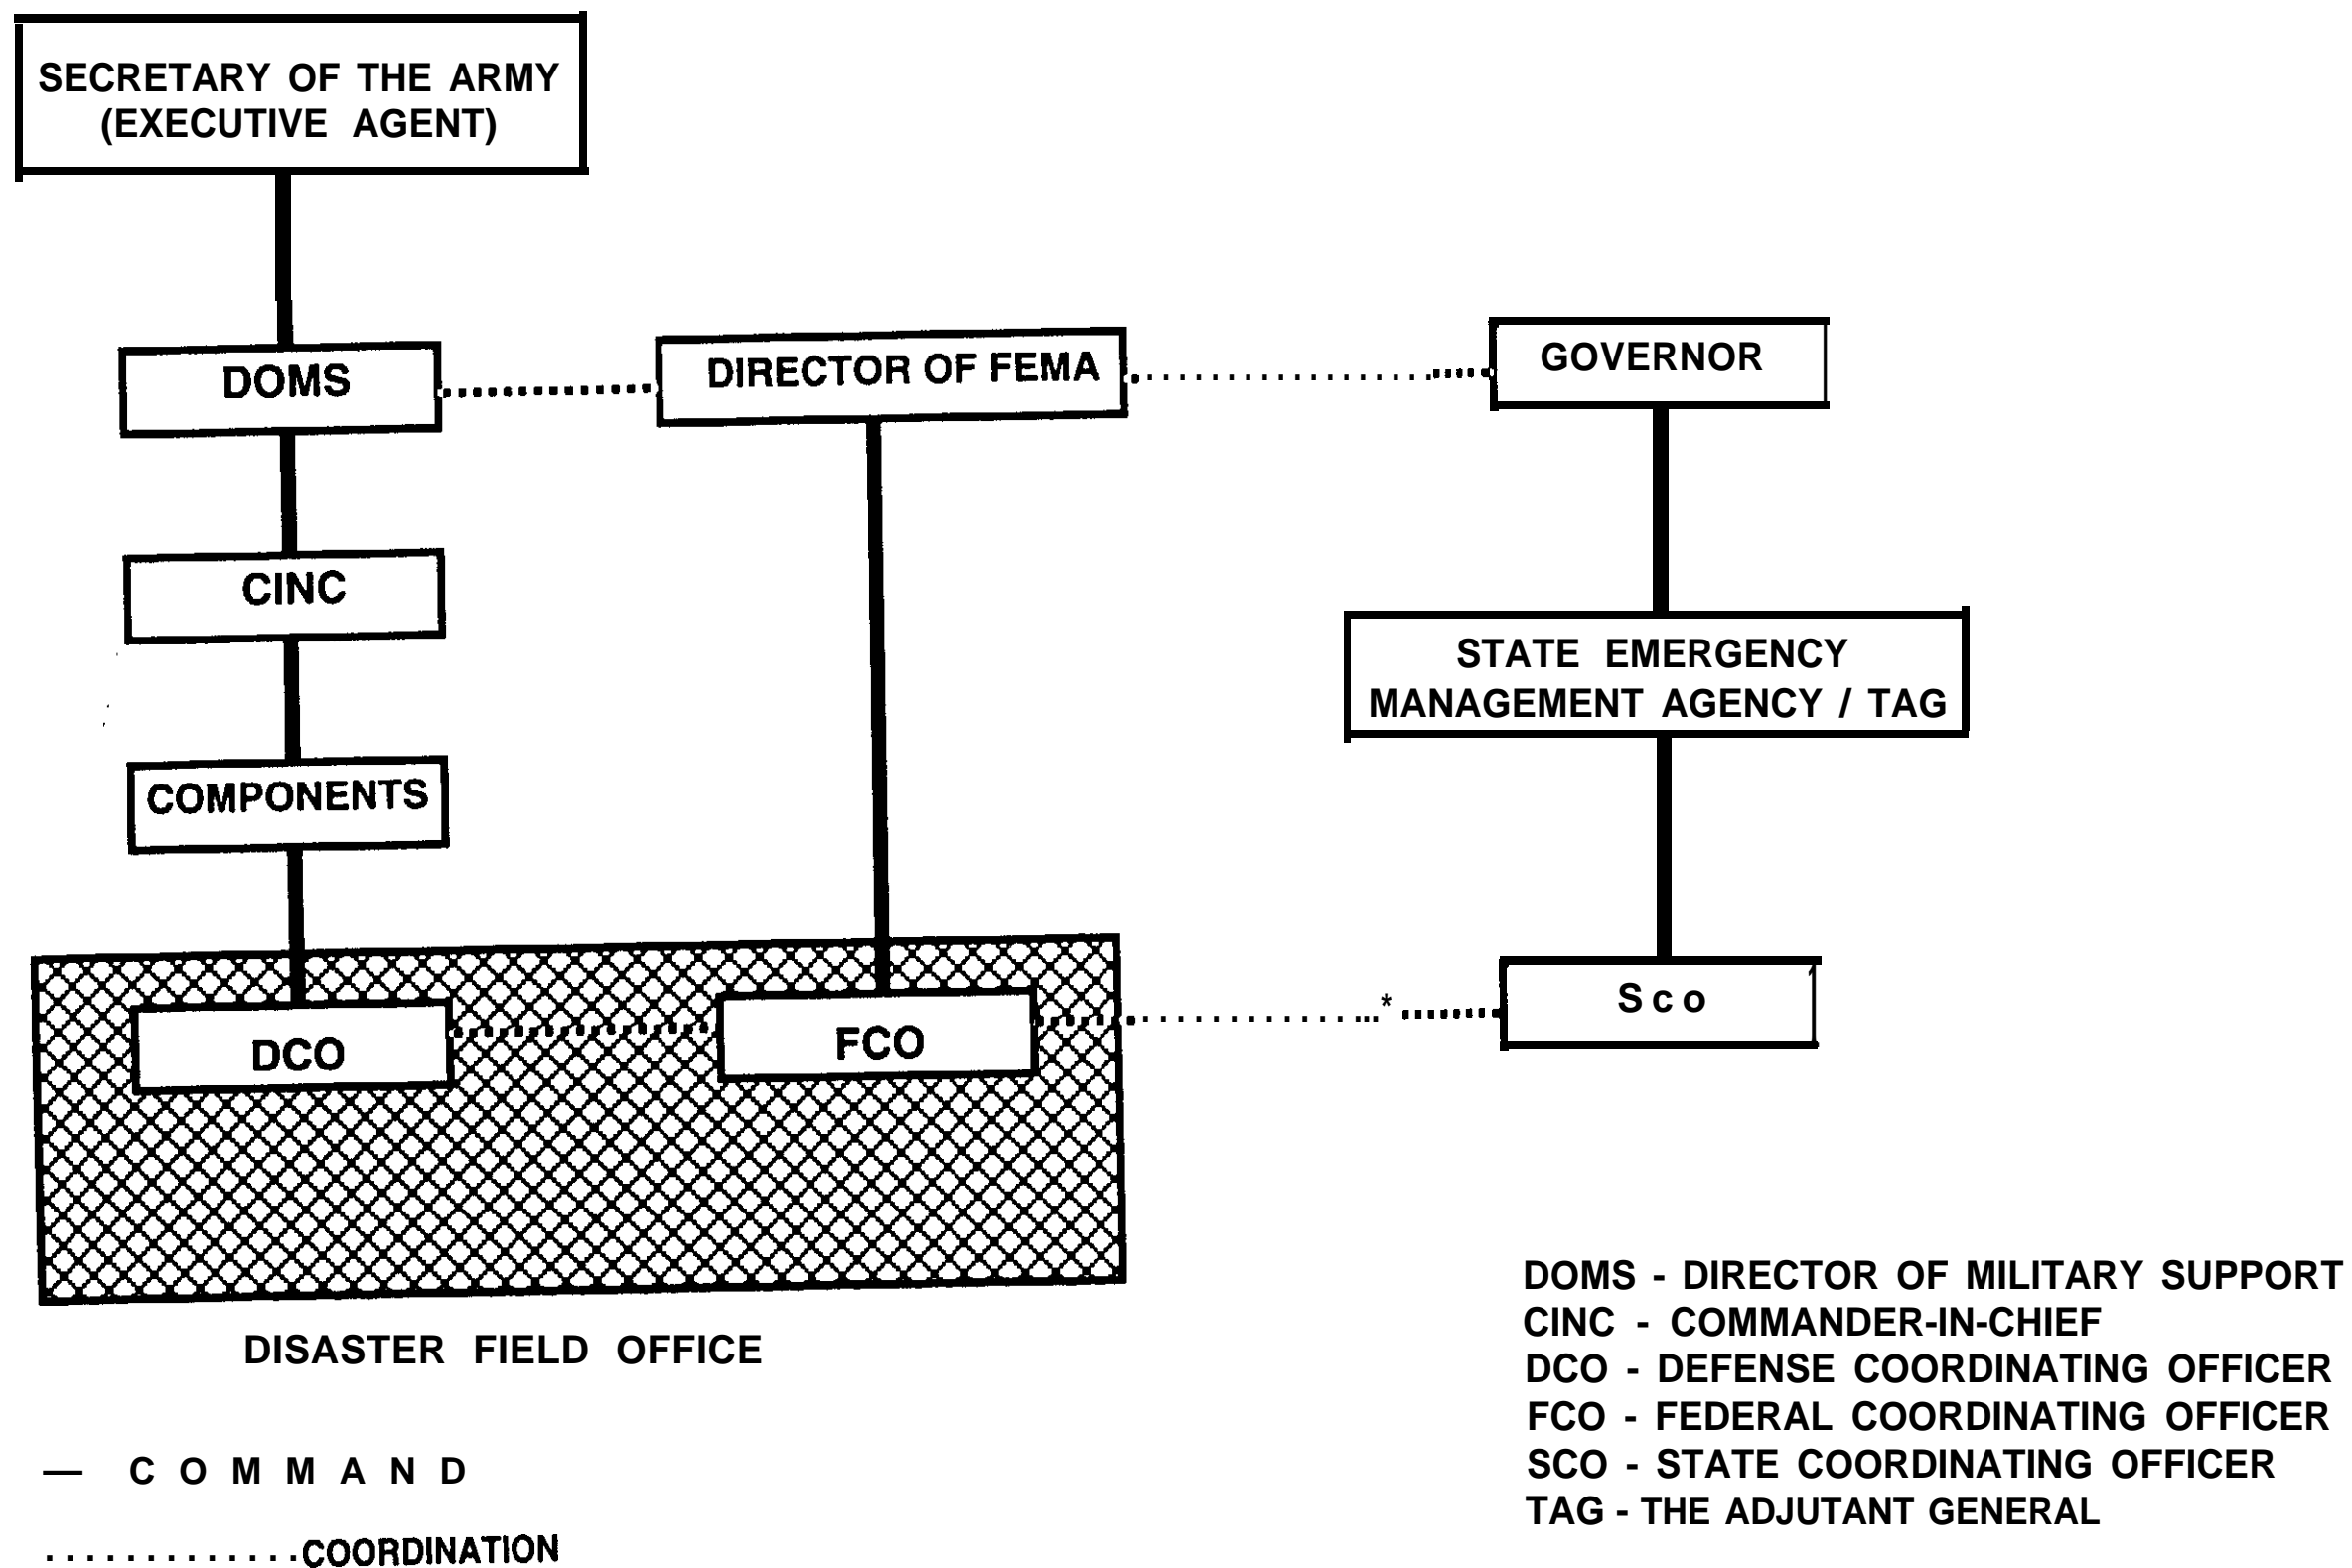 SECRETARY OF THE ARMY
(EXECUTIVE AGENT)
DOMS
DIRECTOR OF FEMA
GOVERNOR
CINC
STATE EMERGENCY
MANAGEMENT AGENCY / TAG
COMPONENTS
DCO
FCO
*
Sco
DISASTER FIELD OFFICE
— COMMAND
.............COORDINATION
DOMS - DIRECTOR OF MILITARY SUPPORT
CINC - COMMANDER-IN-CHIEF
DCO - DEFENSE COORDINATING OFFICER
FCO - FEDERAL COORDINATING OFFICER
SCO - STATE COORDINATING OFFICER
TAG - THE ADJUTANT GENERAL